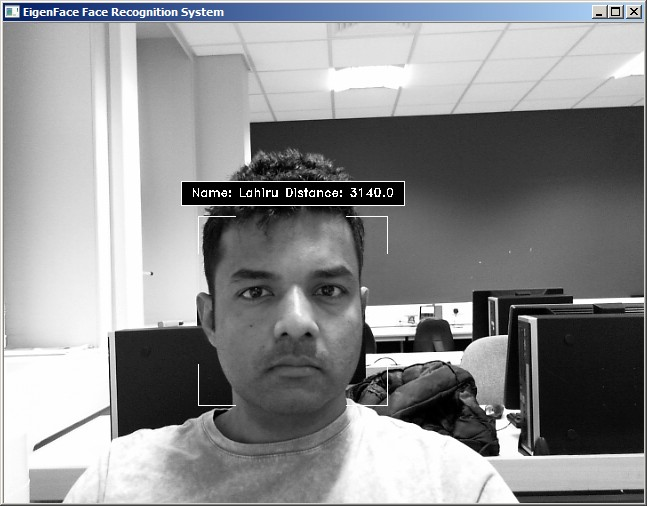 EigenFace Face Recognition System
Name: Lahiru Distance: 3140.0